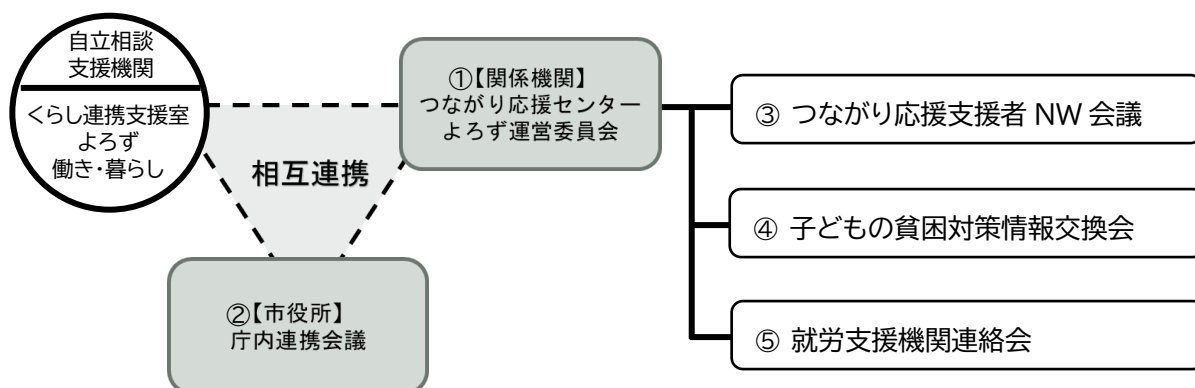 自立相談
支援機関
くらし連携支援室
よろず
働き・暮らし
相互連携
①【関係機関】
つながり応援センター
よろず運営委員会
②【市役所】
庁内連携会議
③ つながり応援支援者 NW 会議
④ 子どもの貧困対策情報交換会
⑤ 就労支援機関連絡会